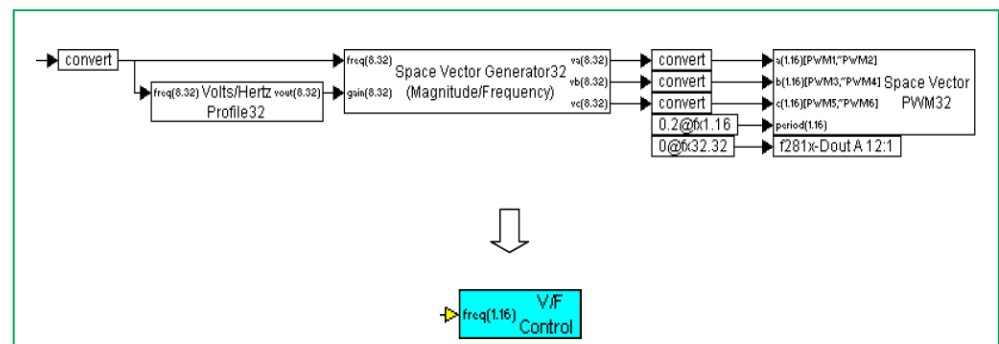 convert
freq(8.32) Volts/Hertz vout(8.32)
Profile32
freq(8.32)
gain(8.32)
Space Vector Generator32
(Magnitude/Frequency)
va(8.32)
vb(8.32)
vc(8.32)
convert
convert
convert
0.2@fx1.16
0@fx32.32
a(1.16)[PWM1,~PWM2]
b(1.16)[PWM3,~PWM4]
c(1.16)[PWM5,~PWM6]
period(1.16)
Space Vector
PWM32
f281x-Dout A 12:1
freq(1.16)
V/F
Control